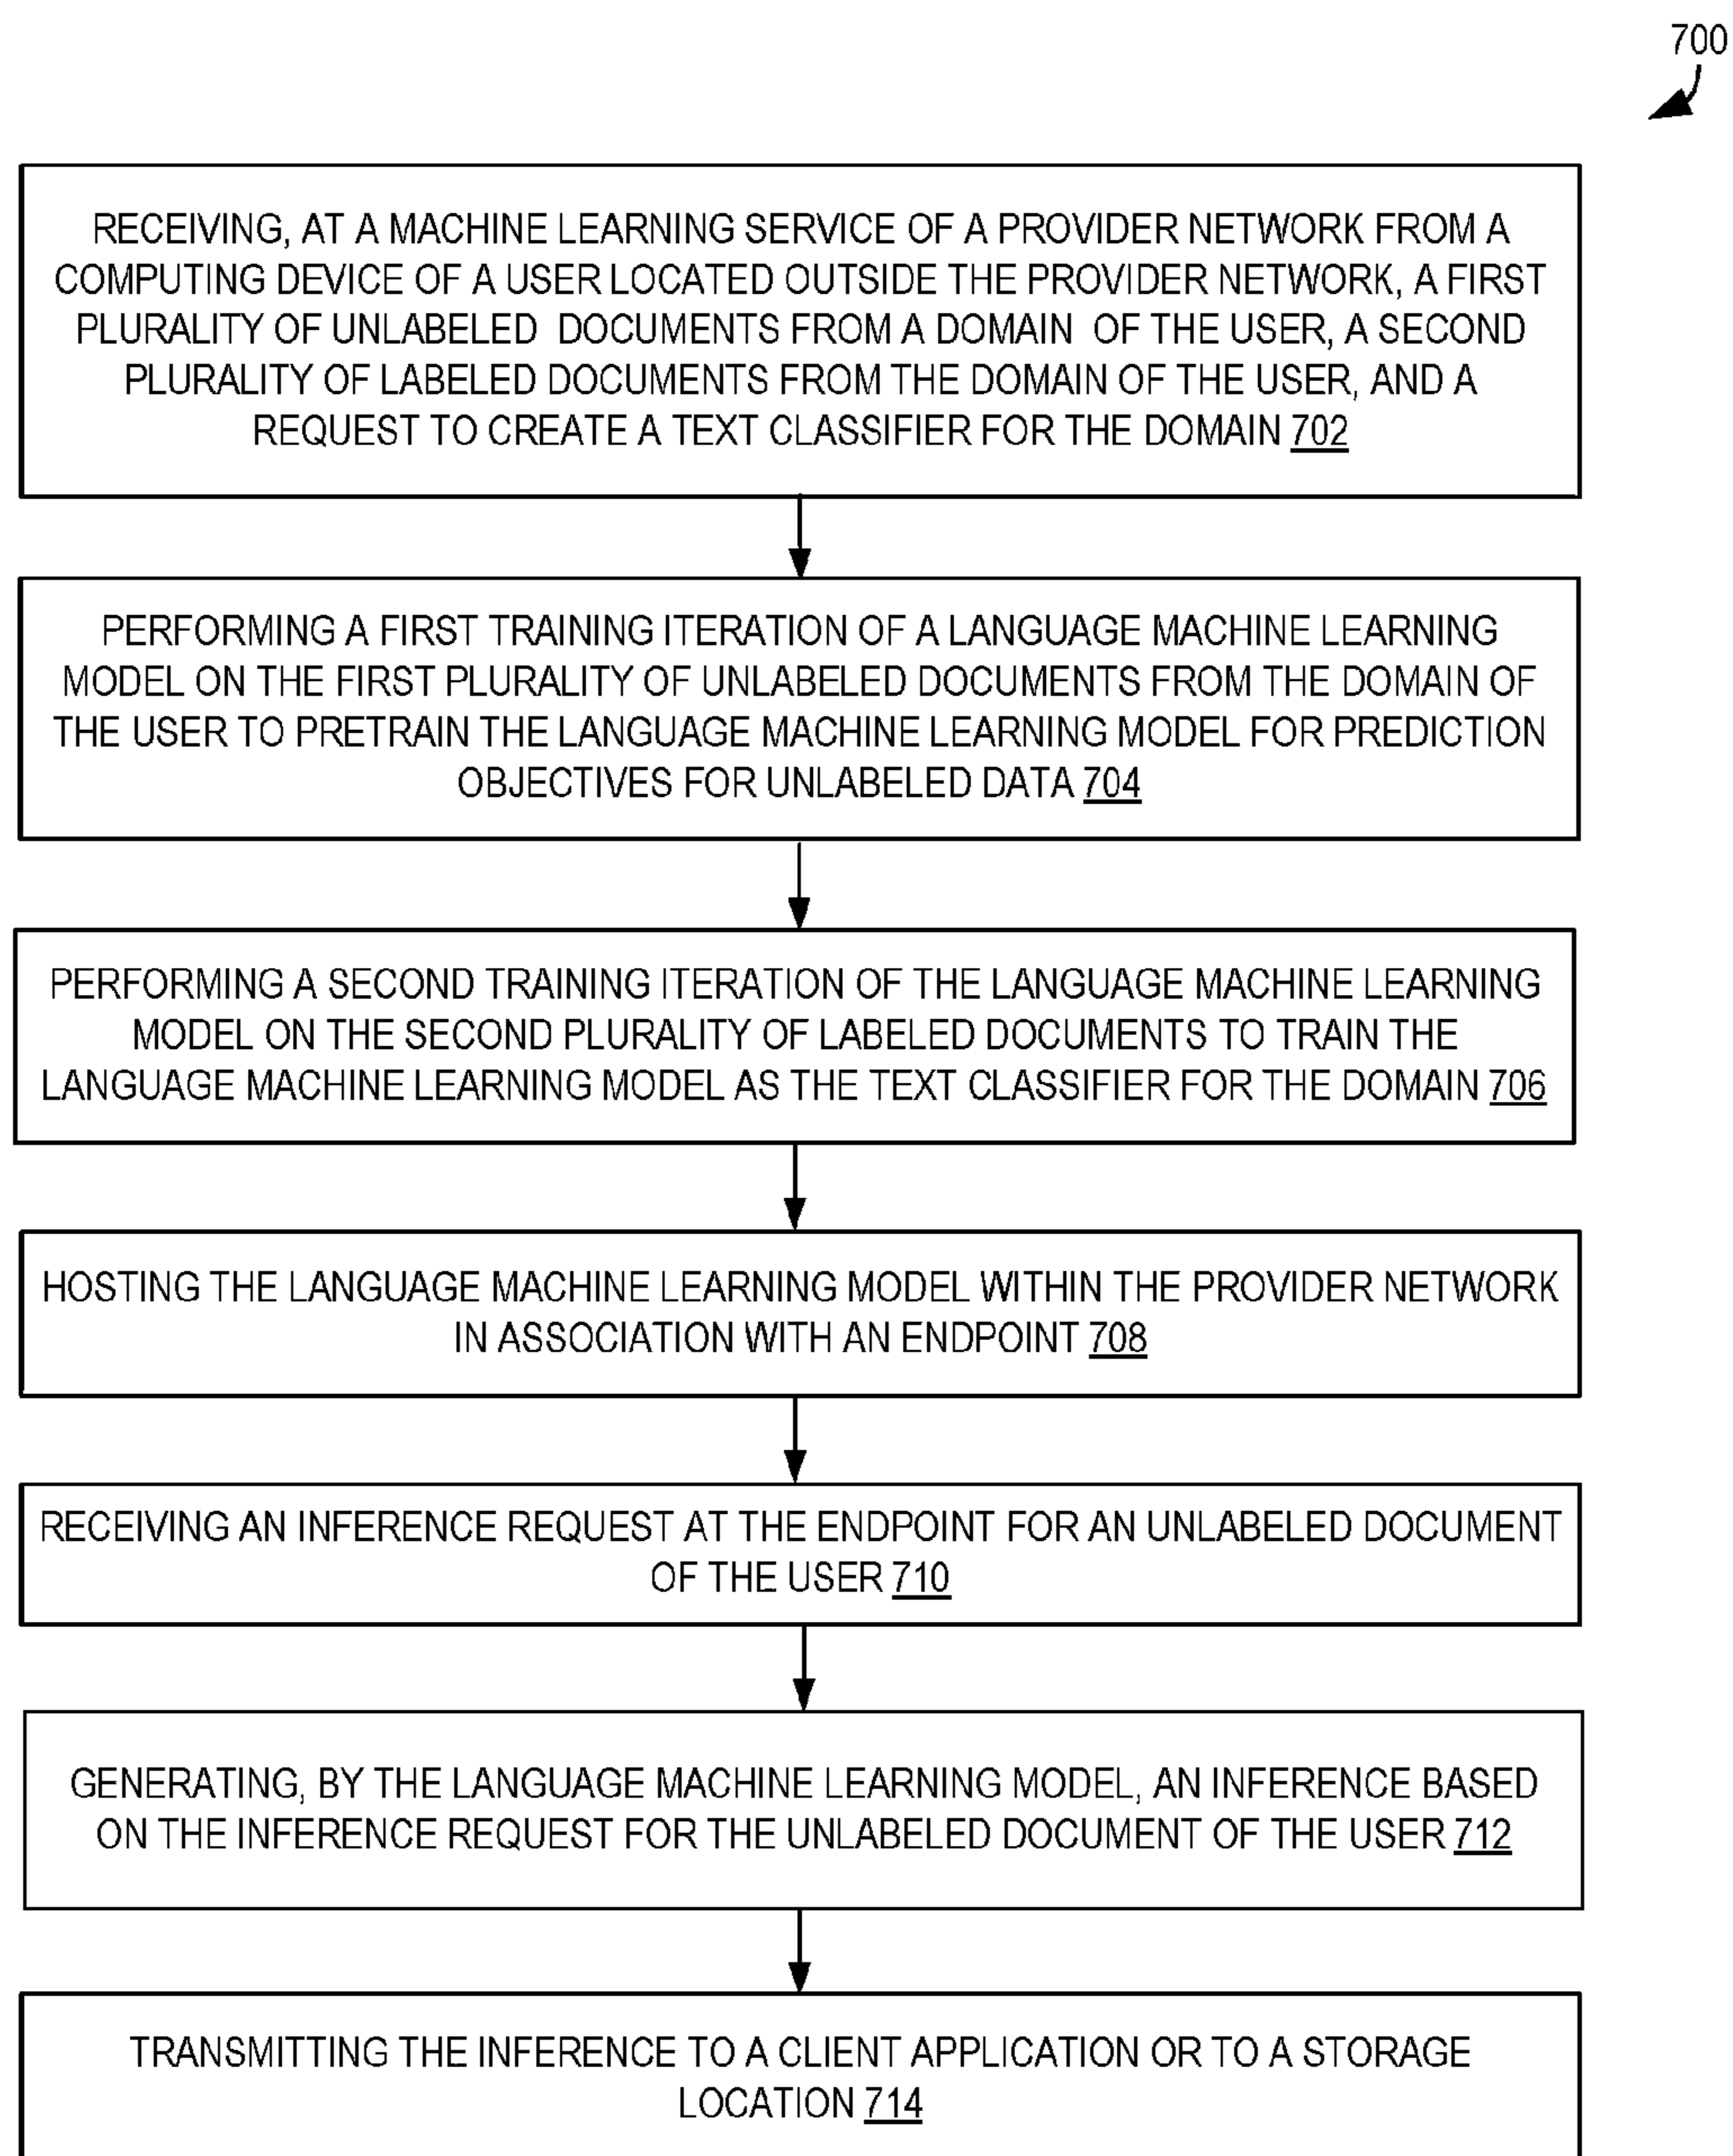 700
RECEIVING, AT A MACHINE LEARNING SERVICE OF A PROVIDER NETWORK FROM A
COMPUTING DEVICE OF A USER LOCATED OUTSIDE THE PROVIDER NETWORK, A FIRST
PLURALITY OF UNLABELED DOCUMENTS FROM A DOMAIN OF THE USER, A SECOND
PLURALITY OF LABELED DOCUMENTS FROM THE DOMAIN OF THE USER, AND A
REQUEST TO CREATE A TEXT CLASSIFIER FOR THE DOMAIN 702
PERFORMING A FIRST TRAINING ITERATION OF A LANGUAGE MACHINE LEARNING
MODEL ON THE FIRST PLURALITY OF UNLABELED DOCUMENTS FROM THE DOMAIN OF
THE USER TO PRETRAIN THE LANGUAGE MACHINE LEARNING MODEL FOR PREDICTION
OBJECTIVES FOR UNLABELED DATA 704
PERFORMING A SECOND TRAINING ITERATION OF THE LANGUAGE MACHINE LEARNING
MODEL ON THE SECOND PLURALITY OF LABELED DOCUMENTS TO TRAIN THE
LANGUAGE MACHINE LEARNING MODEL AS THE TEXT CLASSIFIER FOR THE DOMAIN 706
HOSTING THE LANGUAGE MACHINE LEARNING MODEL WITHIN THE PROVIDER NETWORK
IN ASSOCIATION WITH AN ENDPOINT 708
RECEIVING AN INFERENCE REQUEST AT THE ENDPOINT FOR AN UNLABELED DOCUMENT
OF THE USER 710
GENERATING, BY THE LANGUAGE MACHINE LEARNING MODEL, AN INFERENCE BASED
ON THE INFERENCE REQUEST FOR THE UNLABELED DOCUMENT OF THE USER 712
TRANSMITTING THE INFERENCE TO A CLIENT APPLICATION OR TO A STORAGE
LOCATION 714